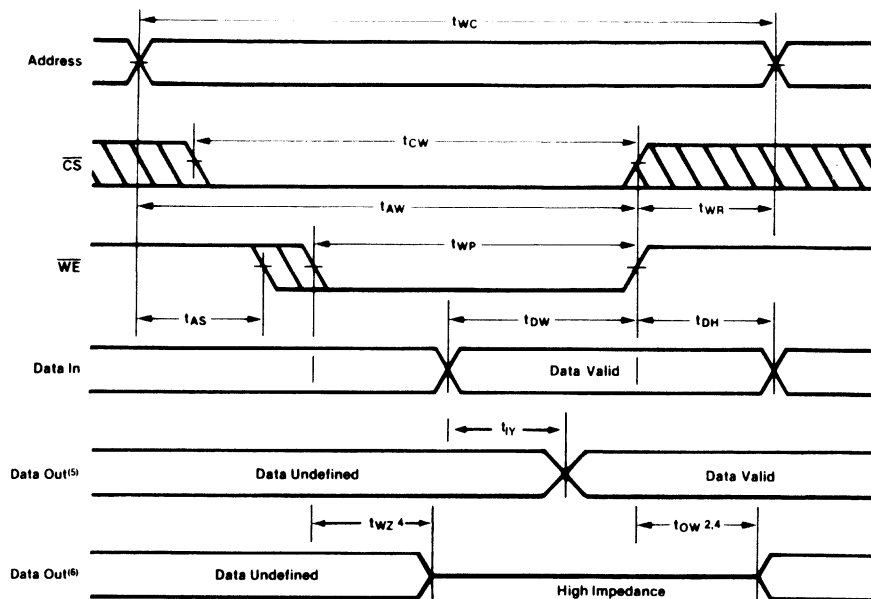 tWC
Address
tCW
CS
tAW
tWR
tWP
WE
tAS
tDW
tDH
Data In
Data Valid
tIY
Data Out(5)
Data Undefined
Data Valid
tWZ 4
tOW 2,4
Data Out(6)
Data Undefined
High Impedance